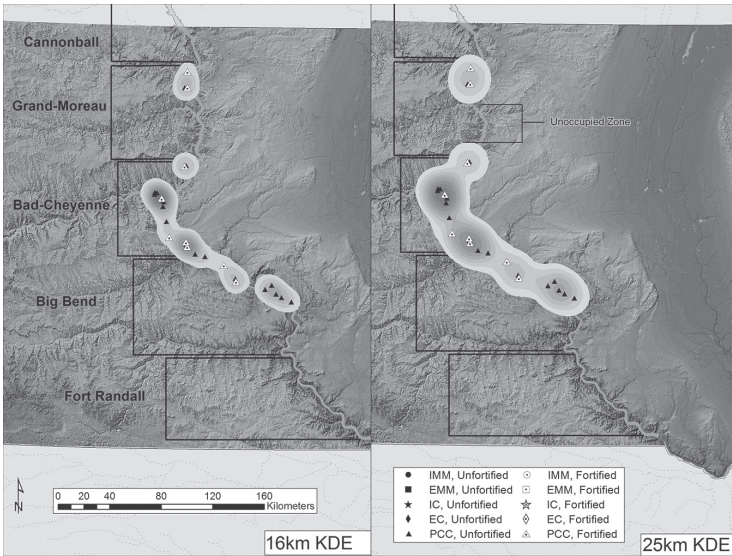 Cannonball
Grand-Moreau
Unoccupied Zone
Bad-Cheyenne
Big Bend
Fort Randall
N
0 20 40 80 120 160
Kilometers
16km KDE
IMM, Unfortified IMM, Fortified
EMM, Unfortified EMM, Fortified
IC, Unfortified IC, Fortified
EC, Unfortified EC, Fortified
PCC, Unfortified PCC, Fortified
25km KDE